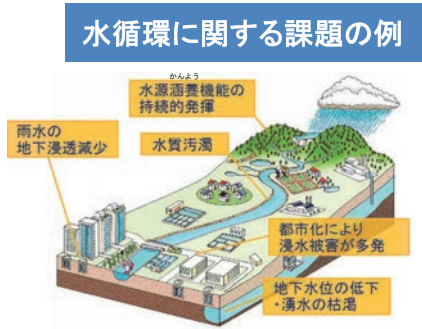 水循環に関する課題の例
かんよう
水源涵養機能の
持続的発揮
雨水の
地下浸透減少
水質汚濁
都市化により
浸水被害が多発
地下水位の低下
・湧水の枯渇